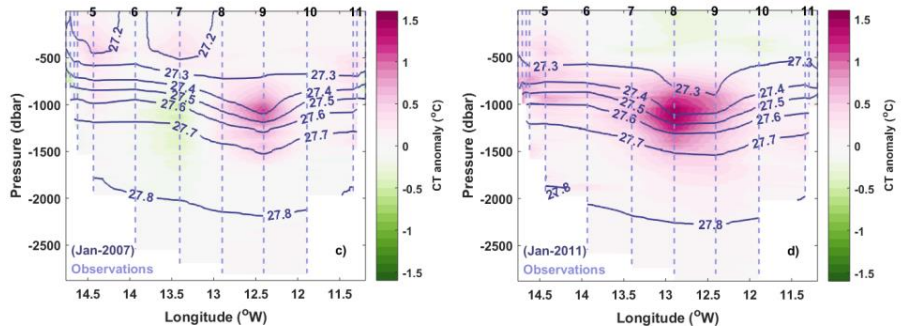 5 6 7 8 9 10 11
27.2 27.2
27.3 27.3
27.4 27.4
27.5 27.5
27.6 27.6
27.7 27.7
27.8 27.8
-500
-1000
-1500
-2000
-2500
Pressure (dbar)
(Jan-2007) c)
Observations
14.5 14 13.5 13 12.5 12 11.5
Longitude (°W)
1.5
1
0.5
0
-0.5
-1
-1.5
CT anomaly (°C)
5 6 7 8 9 10 11
27.3 27.3 27.3
27.4 27.4
27.5 27.5
27.6 27.6
27.7 27.7
27.8 27.8
-500
-1000
-1500
-2000
-2500
Pressure (dbar)
(Jan-2011) d)
Observations
14.5 14 13.5 13 12.5 12 11.5
Longitude (°W)
1.5
1
0.5
0
-0.5
-1
-1.5
CT anomaly (°C)